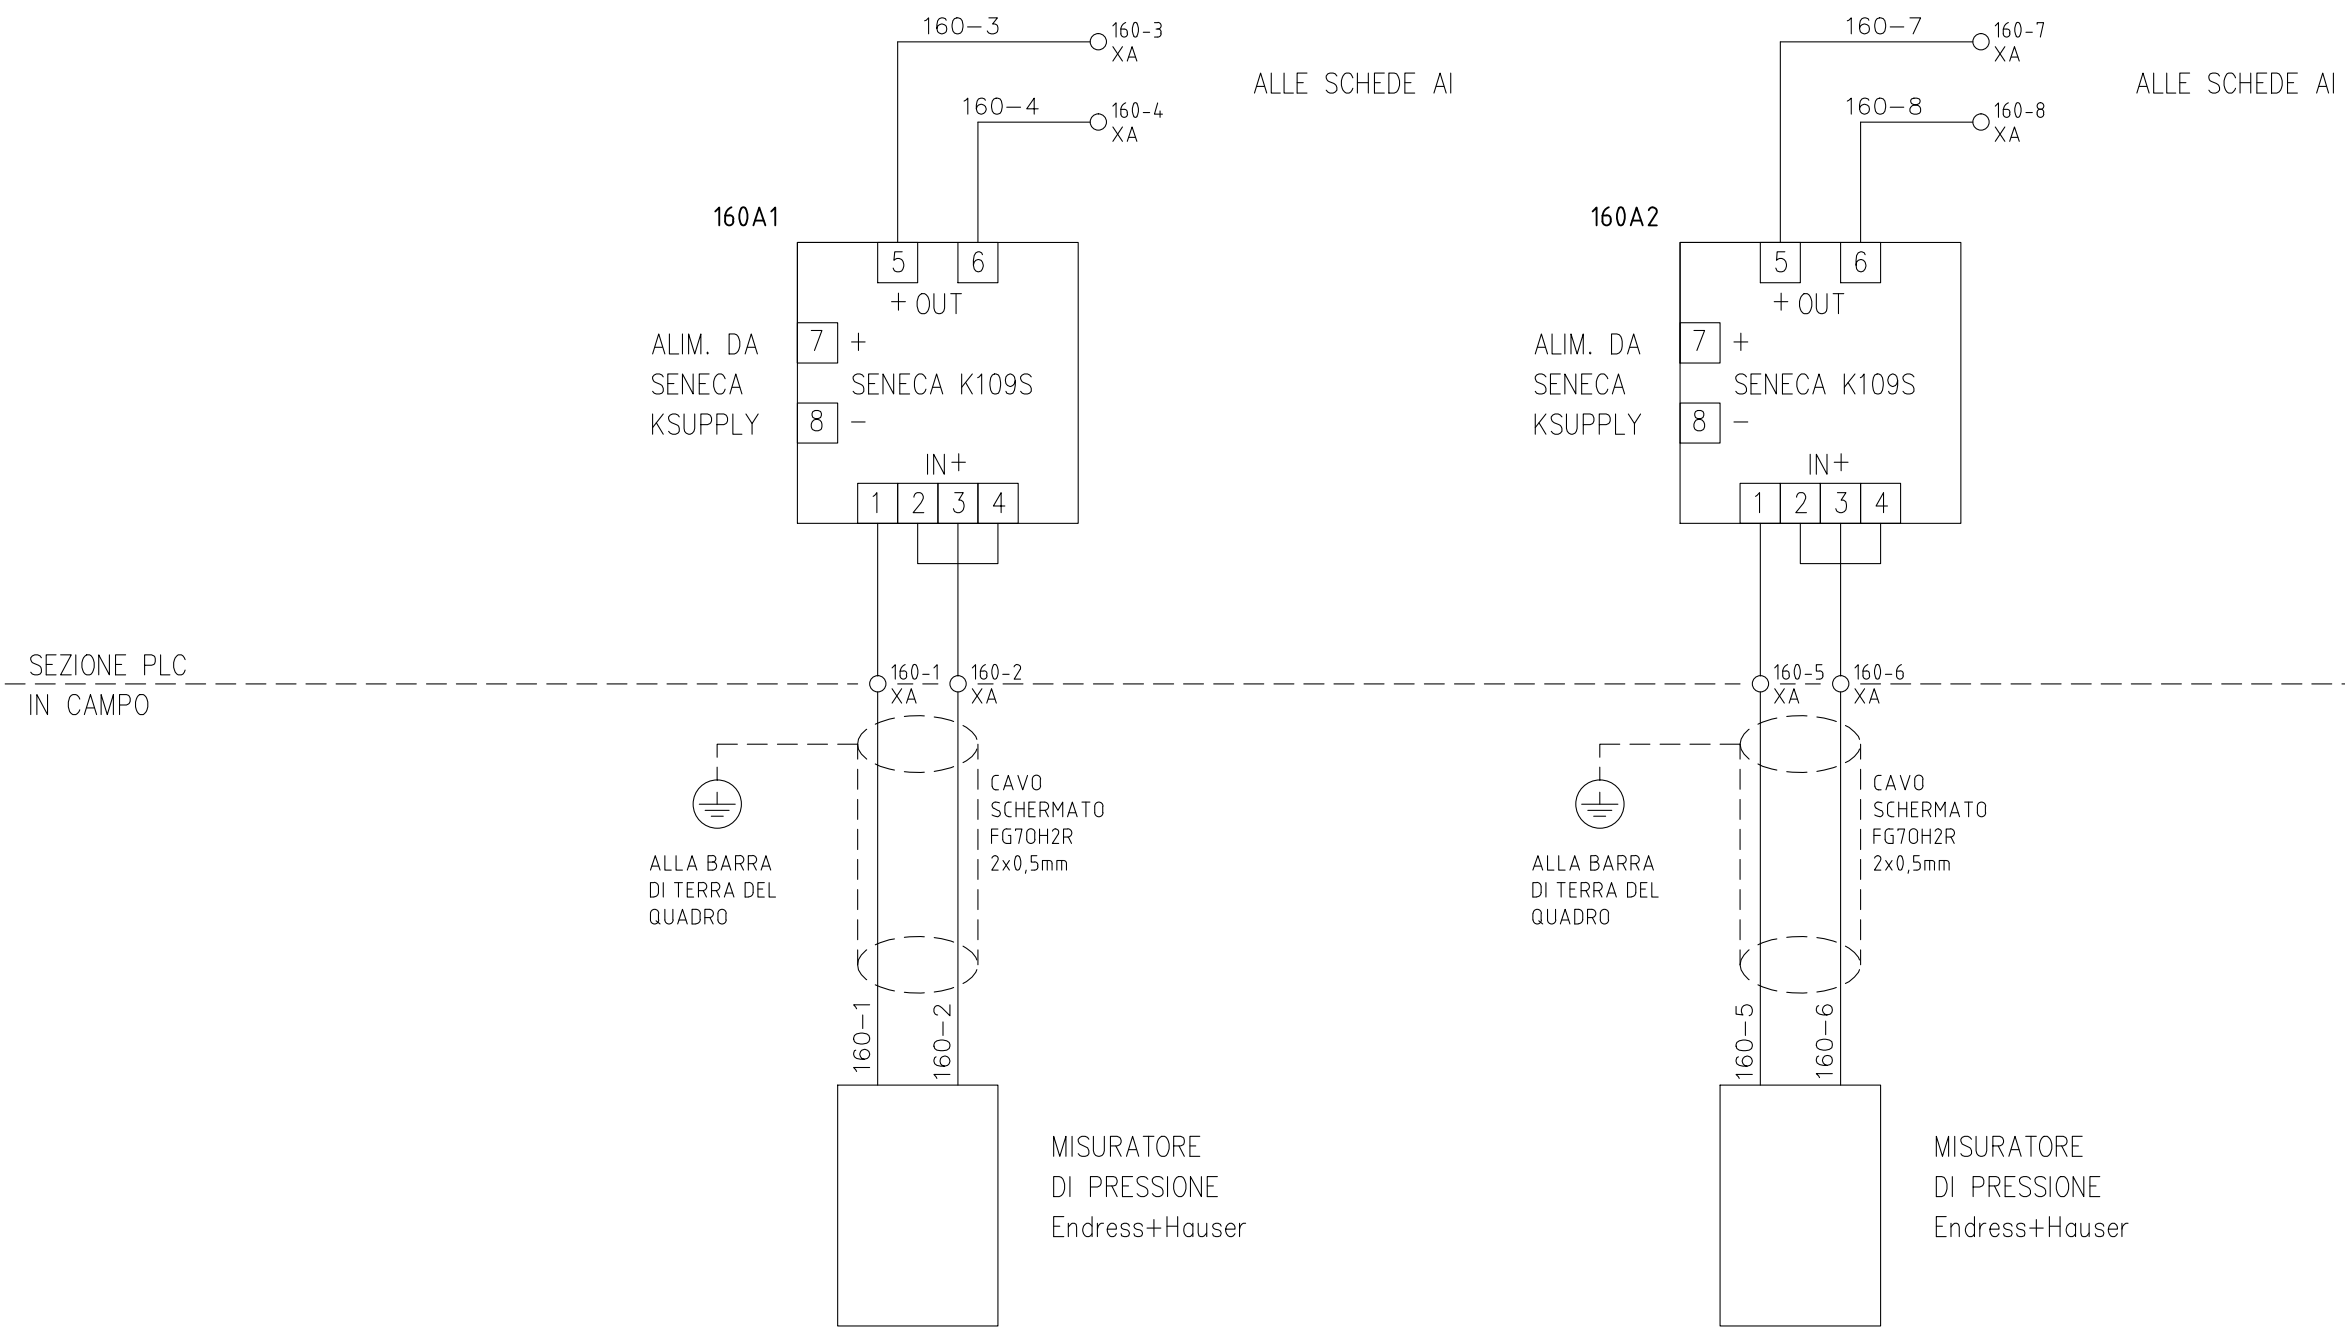 160-3
160-3
XA
ALLE SCHEDE AI
160-4
160-4
XA
160A1
5
6
+ OUT
ALIM. DA
SENECA
KSUPPLY
7 +
SENECA K109S
8 -
IN+
1 2 3 4
160-7
160-7
XA
ALLE SCHEDE AI
160-8
160-8
XA
160A2
5
6
+ OUT
ALIM. DA
SENECA
KSUPPLY
7 +
SENECA K109S
8 -
IN+
1 2 3 4
SEZIONE PLC
IN CAMPO
160-1
XA
160-2
XA
160-5
XA
160-6
XA
CAVO
SCHERMATO
FG7OH2R
2x0,5mm
ALLA BARRA
DI TERRA DEL
QUADRO
160-1
160-2
MISURATORE
DI PRESSIONE
Endress+Hauser
CAVO
SCHERMATO
FG7OH2R
2x0,5mm
ALLA BARRA
DI TERRA DEL
QUADRO
160-5
160-6
MISURATORE
DI PRESSIONE
Endress+Hauser